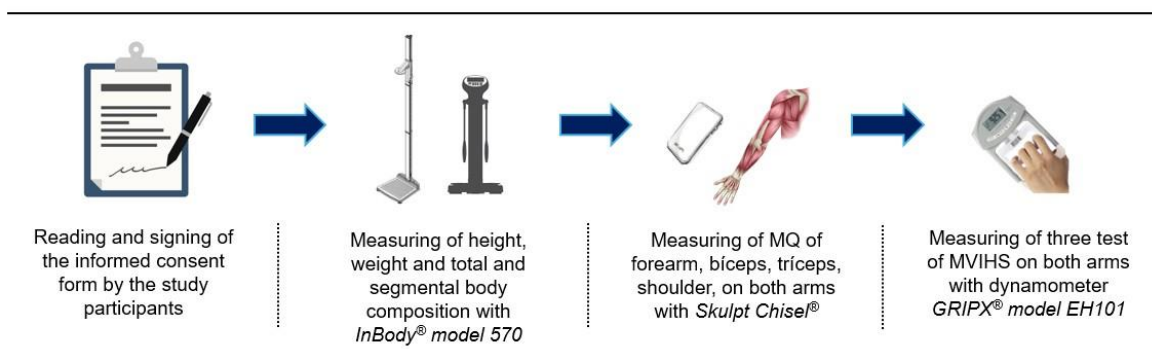 Reading and signing of
the informed consent
form by the study
participants
Measuring of height,
weight and total and
segmental body
composition with
InBody® model 570
Measuring of MQ of
forearm, bíceps, tríceps,
shoulder, on both arms
with Skulpt Chisel®
Measuring of three test
of MVIHS on both arms
with dynamometer
GRIPX® model EH101